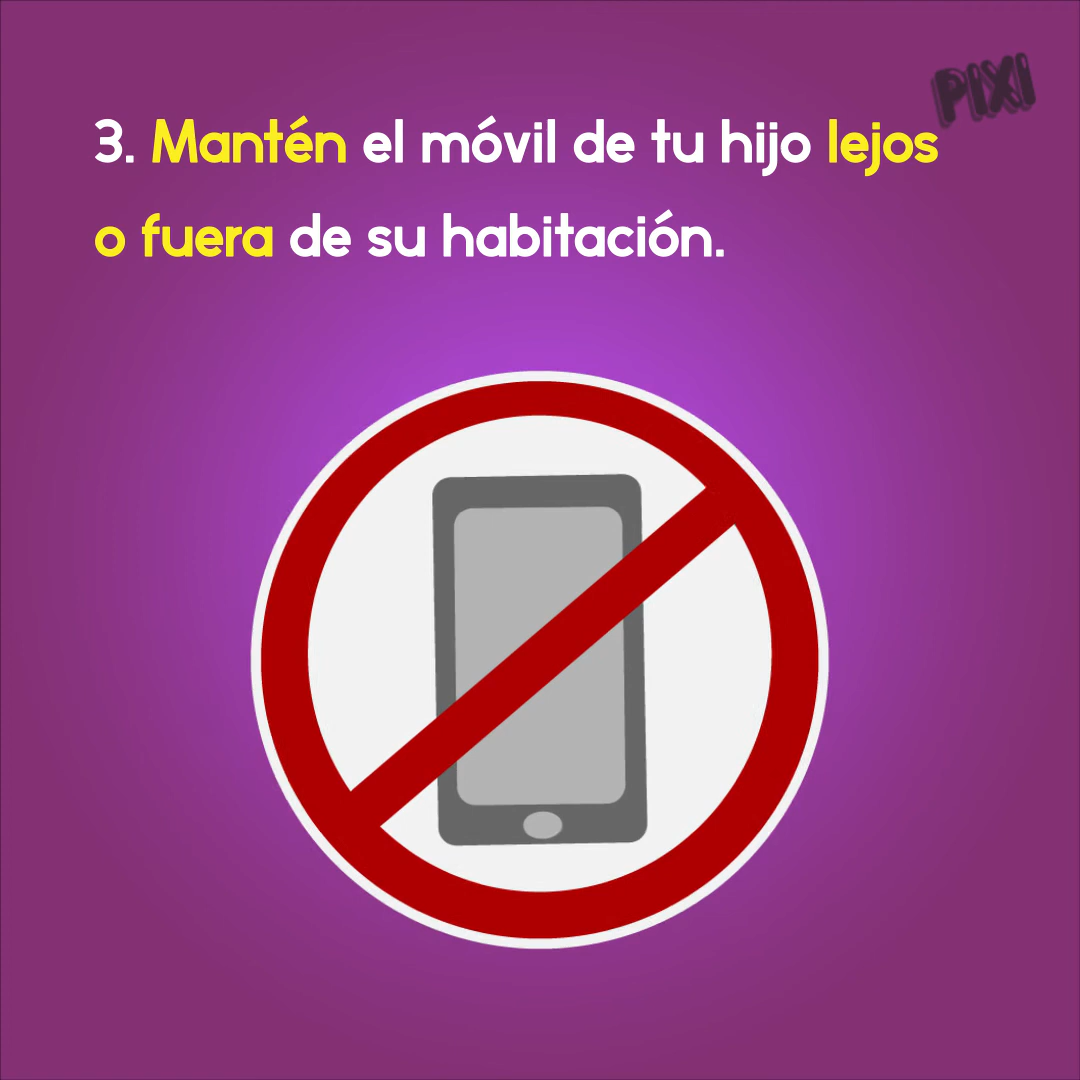 PIXI
3. Mantén el móvil de tu hijo lejos
o fuera de su habitación.